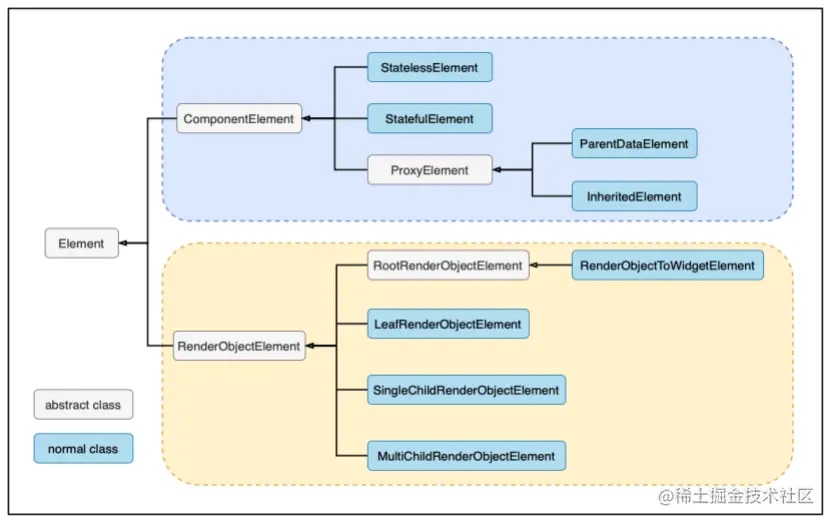 StatelessElement
ComponentElement
StatefulElement
ProxyElement
ParentDataElement
InheritedElement
Element
RootRenderObjectElement
RenderObjectToWidgetElement
LeafRenderObjectElement
RenderObjectElement
SingleChildRenderObjectElement
MultiChildRenderObjectElement
abstract class
normal class
@稀土掘金技术社区